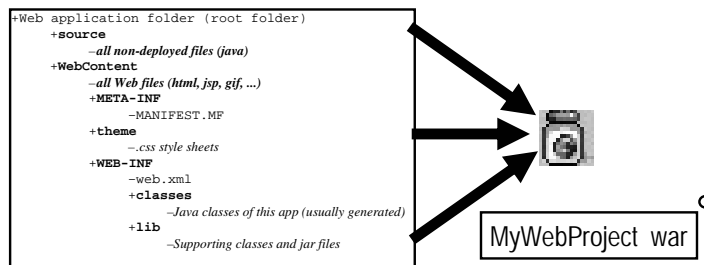 +Web application folder (root folder)
+source
–all non-deployed files (java)
+WebContent
–all Web files (html, jsp, gif, ...)
+META-INF
–MANIFEST.MF
+theme
–.css style sheets
+WEB-INF
–web.xml
+classes
–Java classes of this app (usually generated)
+lib
–Supporting classes and jar files
MyWebProject war